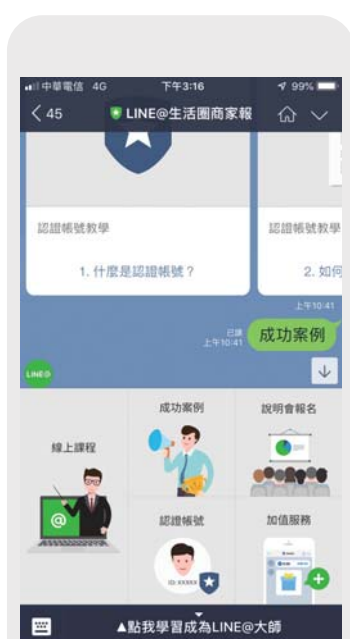 中華電信 4G 下午3:16 99%
45 LINE@生活圈商家報
認證帳號教學
認證帳號教學
1. 什麼是認證帳號？
2. 如何
上午10:41
已讀
上午10:41
成功案例
LINE@
線上課程
成功案例
說明會報名
@
認證帳號
ID: XXXXX
加值服務
▲點我學習成為LINE@大師